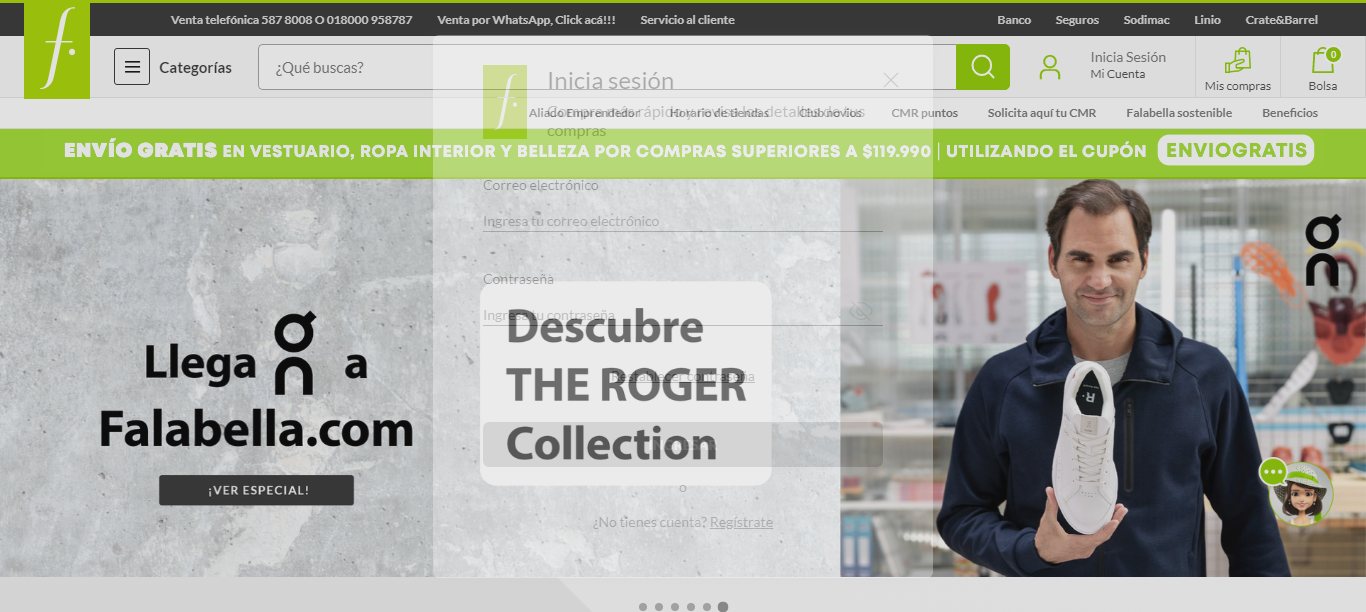 Venta telefónica 587 8008 O 018000 958787 Venta por WhatsApp, Click acá!!! Servicio al cliente Banco Seguros Sodimac Linio Crate&Barrel
f.
Categorías
¿Qué buscas?
Inicia Sesión
Mi Cuenta
Mis compras
0
Bolsa
Aliado Emprendedor Horario de tiendas Club novios CMR puntos Solicita aquí tu CMR Falabella sostenible Beneficios
ENVÍO GRATIS EN VESTUARIO, ROPA INTERIOR Y BELLEZA POR COMPRAS SUPERIORES A $119.990 | UTILIZANDO EL CUPÓN ENVIOGRATIS
f.
Inicia sesión
Compra más rápido y revisa los detalles de tus
compras
Correo electrónico
Ingresa tu correo electrónico
Contraseña
Ingresa tu contraseña
Restablecer contraseña
o
¿No tienes cuenta? Regístrate
Llega on a
Falabella.com
¡VER ESPECIAL!
Descubre
THE ROGER
Collection
on
R